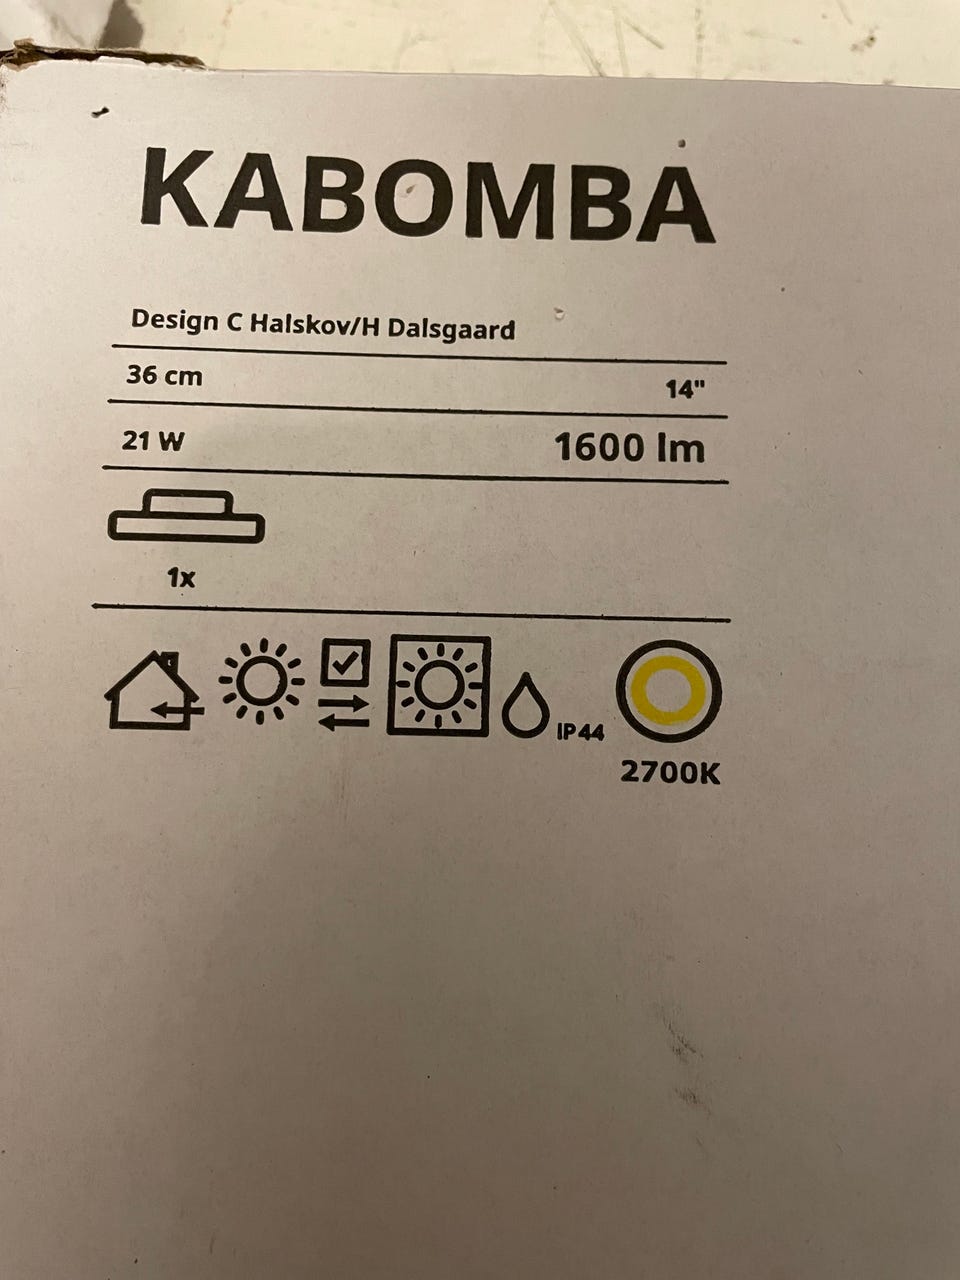 KABOMBA
Design C Halskov/H Dalsgaard
36 cm 14"
21 W 1600 lm
1x
IP44
2700K